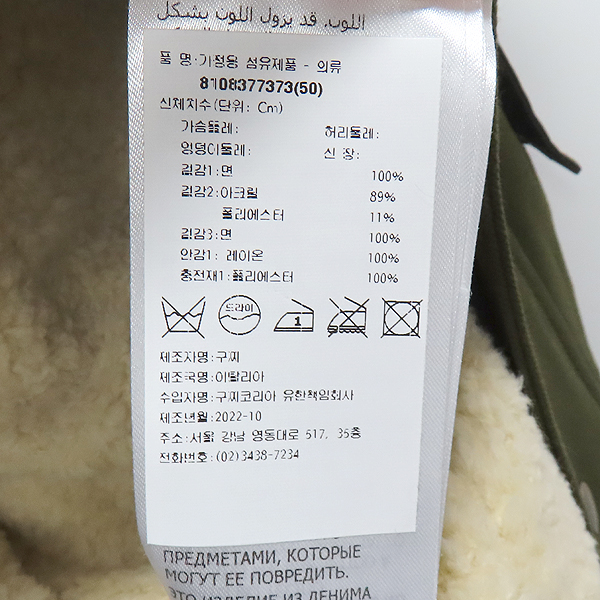 اللون. قد يزول اللون بشكل
품 명:가정용 섬유제품 - 의류
8108377373(50)
신체치수(단위: Cm)
가슴둘레: 허리둘레:
엉덩이둘레: 신 장:
겉감1:면 100%
겉감2:아크릴 89%
폴리에스터 11%
겉감3:면 100%
안감1: 레이온 100%
충전재1:폴리에스터 100%
드라이
1
제조자명:구찌
제조국명:이탈리아
수입자명:구찌코리아 유한책임회사
제조년월:2022-10
주소:서울 강남 영동대로 517, 35층
전화번호:(02)3438-7234
ПРЕДМЕТАМИ, КОТОРЫЕ
МОГУТ ЕЕ ПОВРЕДИТЬ.
ЭТО ИЗДЕЛИЕ ИЗ ДЕНИМА